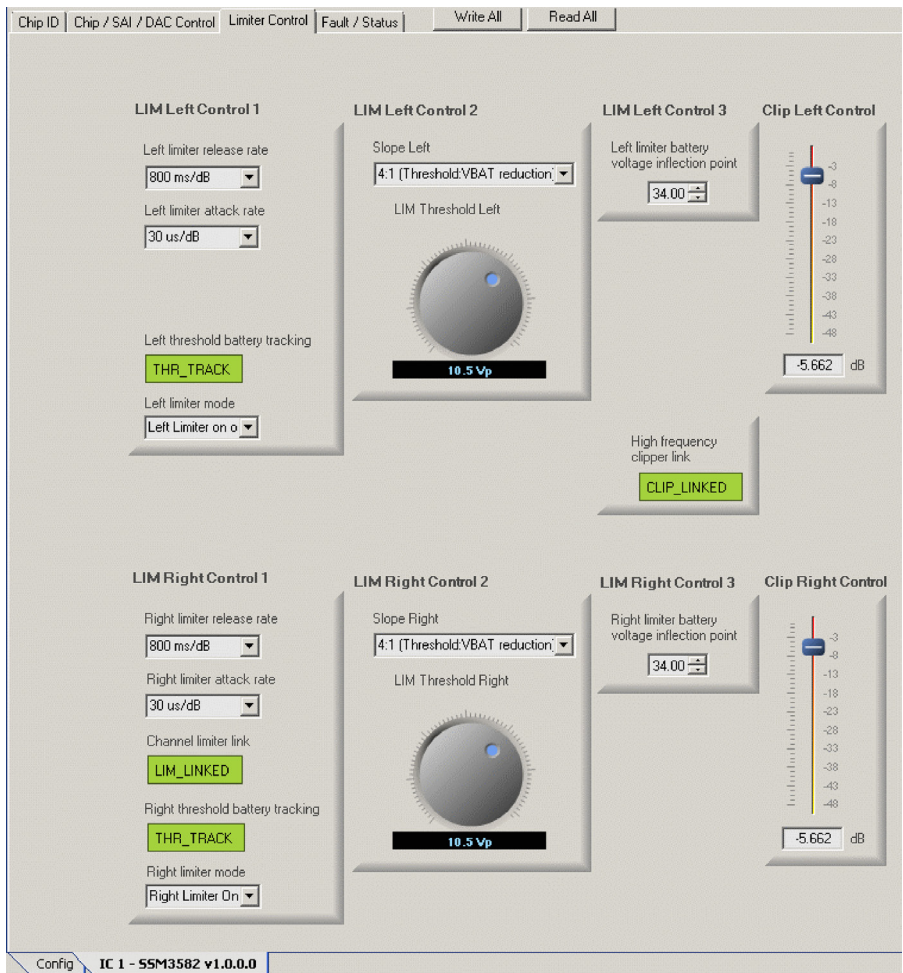 Chip ID
Chip / SAI / DAC Control
Limiter Control
Fault / Status
Write All
Read All
LIM Left Control 1
Left limiter release rate
800 ms/dB
Left limiter attack rate
30 us/dB
Left threshold battery tracking
THR_TRACK
Left limiter mode
Left Limiter on o
LIM Left Control 2
Slope Left
4:1 (Threshold:VBAT reduction)
LIM Threshold Left
10.5 Vp
LIM Left Control 3
Left limiter battery
voltage inflection point
34.00
High frequency
clipper link
CLIP_LINKED
Clip Left Control
-3
-8
-13
-18
-23
-28
-33
-38
-43
-48
-5.662 dB
LIM Right Control 1
Right limiter release rate
800 ms/dB
Right limiter attack rate
30 us/dB
Channel limiter link
LIM_LINKED
Right threshold battery tracking
THR_TRACK
Right limiter mode
Right Limiter On
LIM Right Control 2
Slope Right
4:1 (Threshold:VBAT reduction)
LIM Threshold Right
10.5 Vp
LIM Right Control 3
Right limiter battery
voltage inflection point
34.00
Clip Right Control
-3
-8
-13
-18
-23
-28
-33
-38
-43
-48
-5.662 dB
Config
IC 1 - SSM3582 v1.0.0.0